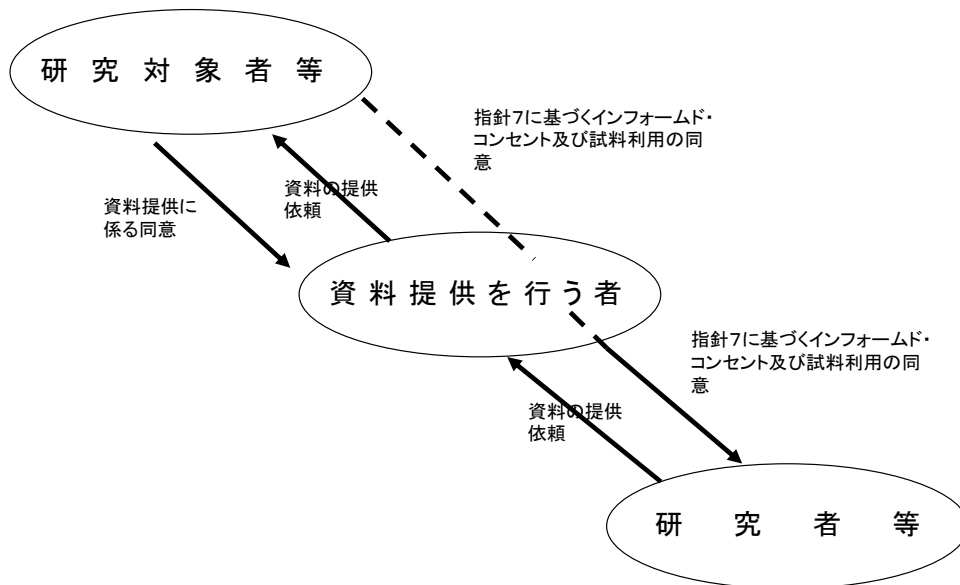 研究対象者等
指針7に基づくインフォームド・
コンセント及び試料利用の同
意
資料の提供
依頼
資料提供に
係る同意
資料提供を行う者
指針7に基づくインフォームド・
コンセント及び試料利用の同
意
資料の提供
依頼
研究者等